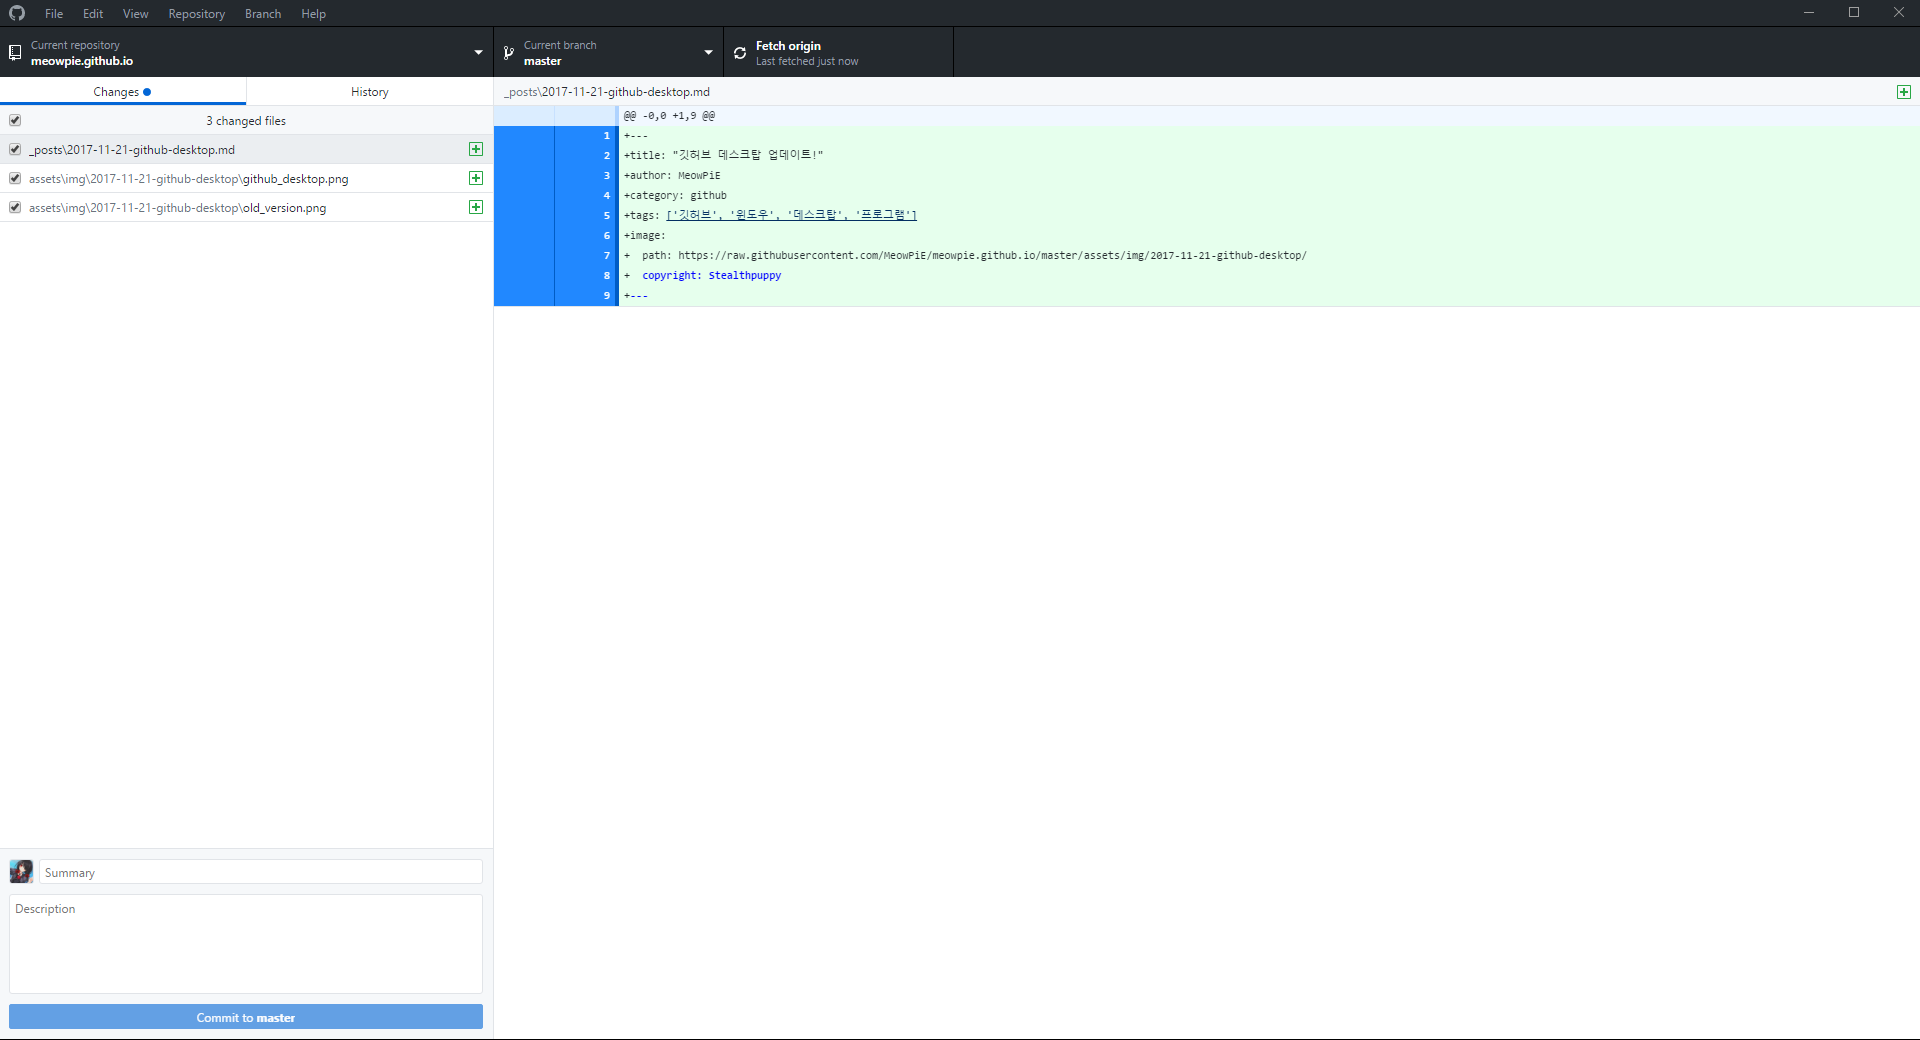 File Edit View Repository Branch Help
Current repository
meowpie.github.io
Current branch
master
Fetch origin
Last fetched just now
Changes
History
3 changed files
_posts\2017-11-21-github-desktop.md
assets\img\2017-11-21-github-desktop\github_desktop.png
assets\img\2017-11-21-github-desktop\old_version.png
_posts\2017-11-21-github-desktop.md
@@ -0,0 +1,9 @@
1 +---
2 +title: "깃허브 데스크탑 업데이트!"
3 +author: MeowPiE
4 +category: github
5 +tags: ['깃허브', '윈도우', '데스크탑', '프로그램']
6 +image:
7 +  path: https://raw.githubusercontent.com/MeowPiE/meowpie.github.io/master/assets/img/2017-11-21-github-desktop/
8 +  copyright: Stealthpuppy
9 +---
Summary
Description
Commit to master